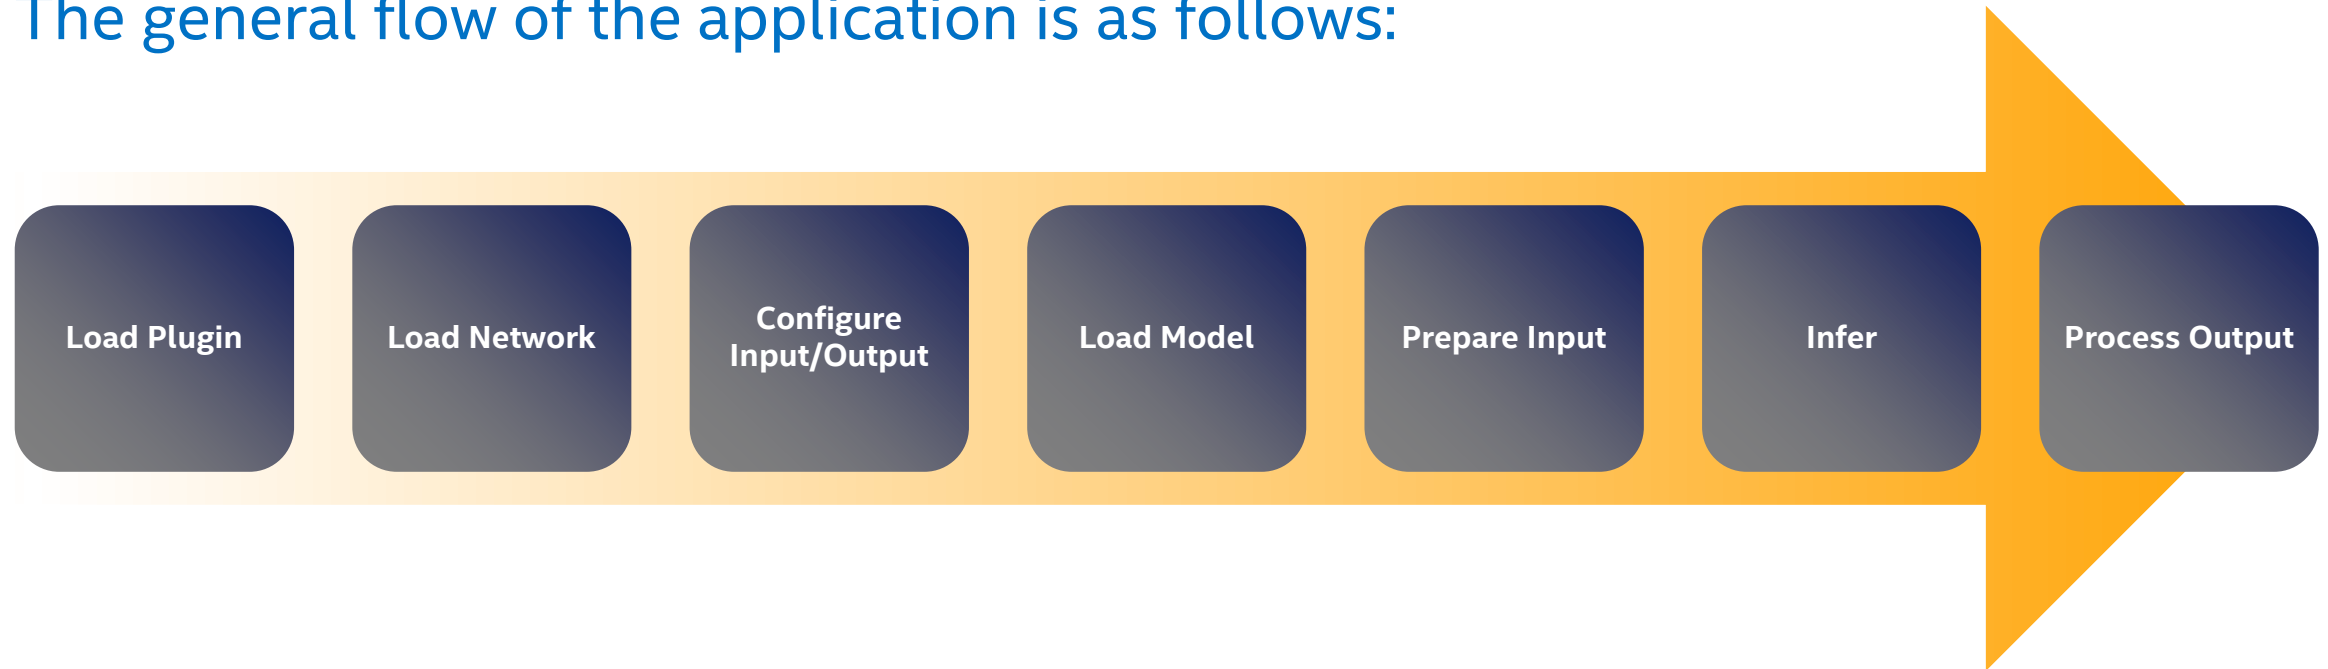 The general flow of the application is as follows:
Load Plugin
Load Network
Configure
Input/Output
Load Model
Prepare Input
Infer
Process Output